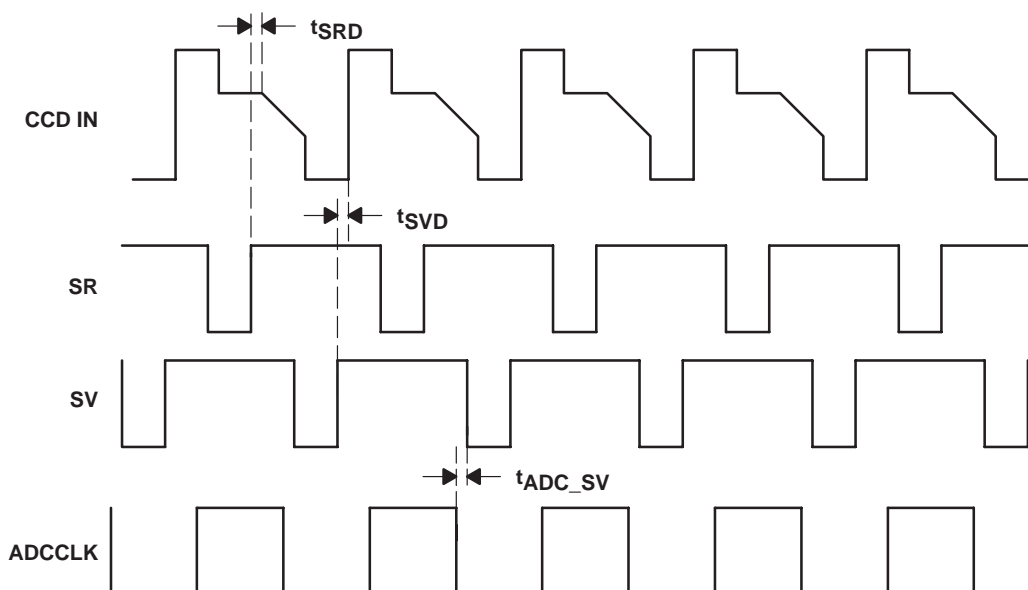 tSRD
CCD IN
tSVD
SR
SV
tADC_SV
ADCCLK